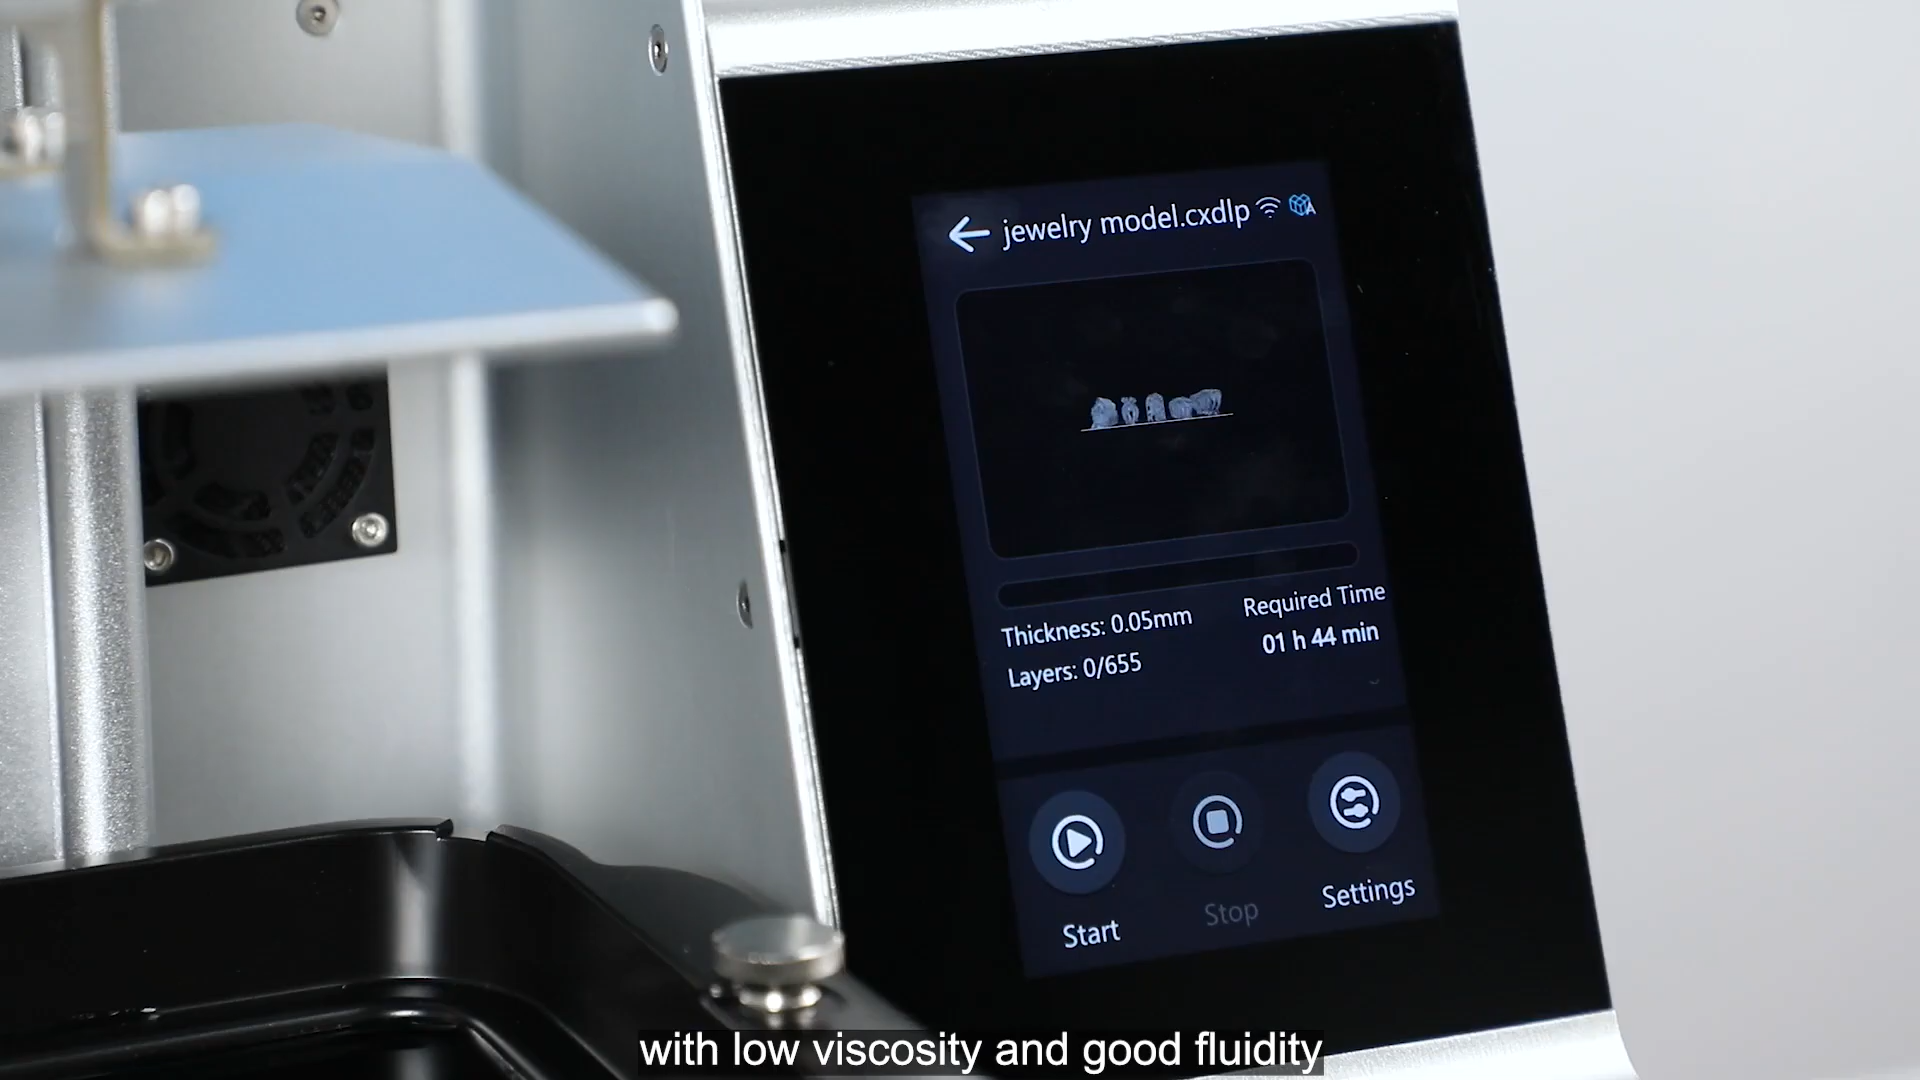 jewelry model.cxdlp
Thickness: 0.05mm
Layers: 0/655
Required Time
01 h 44 min
Start
Stop
Settings
with low viscosity and good fluidity